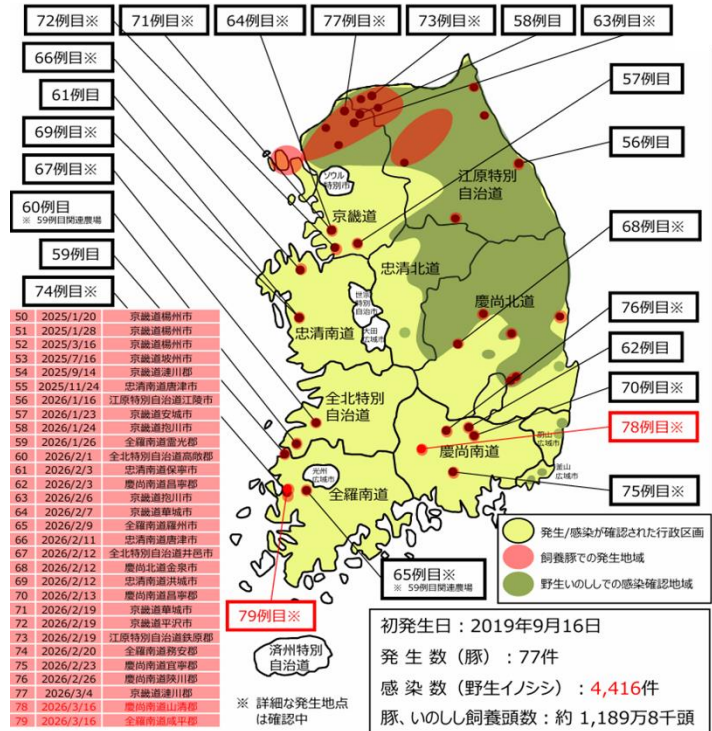 72例目※
71例目※
64例目※
77例目※
73例目※
58例目
63例目※
66例目※
61例目
69例目※
67例目※
60例目
※ 59例目関連農場
59例目
74例目※
57例目
56例目
68例目※
76例目※
62例目
70例目※
78例目※
75例目※
65例目※
※ 59例目関連農場
79例目※
ソウル
特別市
京畿道
江原特別
自治道
忠清北道
世宗
特別自
治市
大田
広域市
忠清南道
慶尚北道
全北特別
自治道
慶尚南道
蔚山
広域市
釜山
広域市
光州
広域市
全羅南道
済州特別
自治道
50 2025/1/20 京畿道楊州市
51 2025/1/28 京畿道楊州市
52 2025/3/16 京畿道楊州市
53 2025/7/16 京畿道坡州市
54 2025/9/14 京畿道漣川郡
55 2025/11/24 忠清南道唐津市
56 2026/1/16 江原特別自治道江陵市
57 2026/1/23 京畿道安城市
58 2026/1/24 京畿道抱川市
59 2026/1/26 全羅南道霊光郡
60 2026/2/1 全北特別自治道高敞郡
61 2026/2/3 忠清南道保寧市
62 2026/2/3 慶尚南道昌寧郡
63 2026/2/6 京畿道抱川市
64 2026/2/7 京畿道華城市
65 2026/2/9 全羅南道羅州市
66 2026/2/11 忠清南道唐津市
67 2026/2/12 全北特別自治道井邑市
68 2026/2/12 慶尚北道金泉市
69 2026/2/12 忠清南道洪城市
70 2026/2/13 慶尚南道昌寧郡
71 2026/2/19 京畿道華城市
72 2026/2/19 京畿道平沢市
73 2026/2/19 江原特別自治道鉄原郡
74 2026/2/20 全羅南道務安郡
75 2026/2/23 慶尚南道宜寧郡
76 2026/2/26 慶尚南道陜川郡
77 2026/3/4 京畿道漣川郡
78 2026/3/16 慶尚南道山清郡
79 2026/3/16 全羅南道咸平郡
発生/感染が確認された行政区画
飼養豚での発生地域
野生いのししでの感染確認地域
※ 詳細な発生地点
は確認中
初発生日：2019年9月16日
発 生 数（豚）：77件
感 染 数（野生イノシシ）：4,416件
豚、いのしし飼養頭数：約 1,189万8千頭